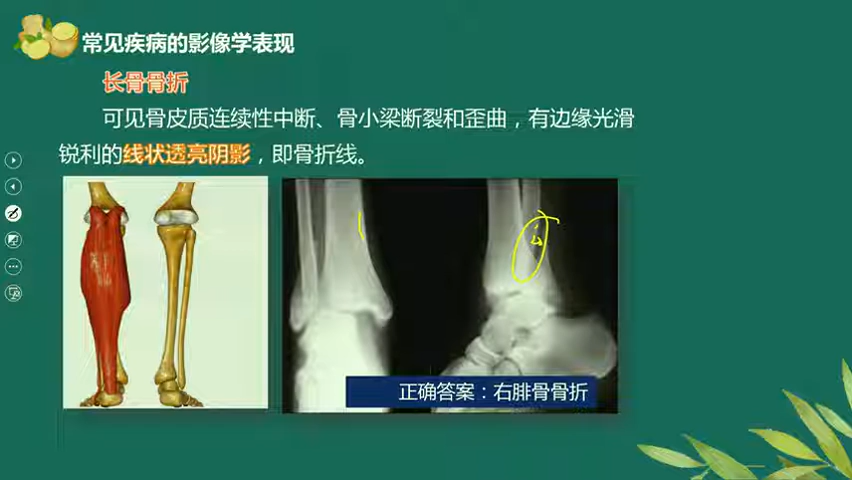 常见疾病的影像学表现
长骨骨折
可见骨皮质连续性中断、骨小梁断裂和歪曲，有边缘光滑
锐利的线状透亮阴影，即骨折线。
正确答案：右腓骨骨折